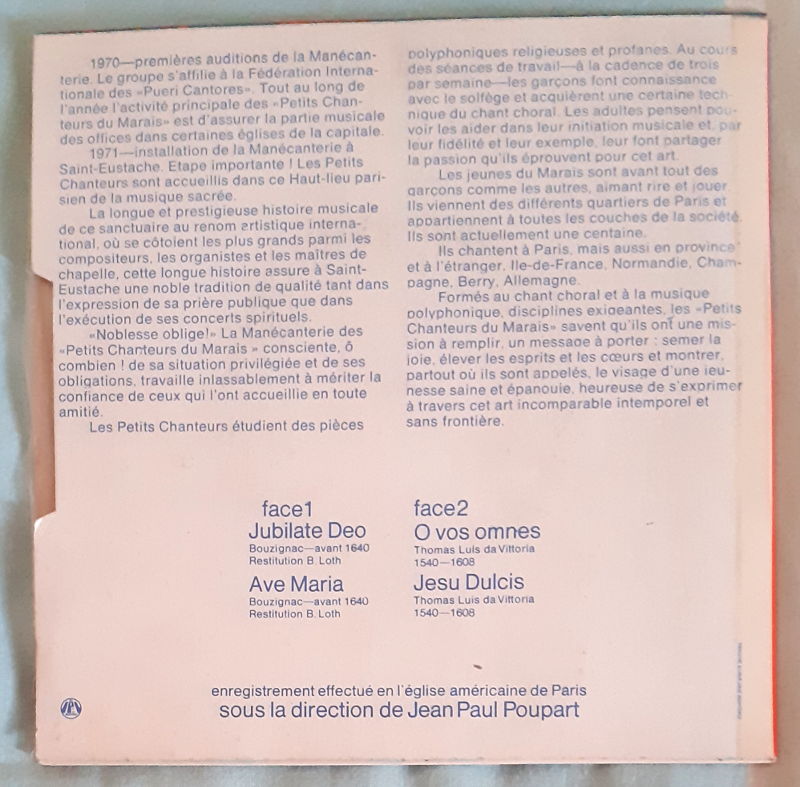 1970—premières auditions de la Manécan-
terie. Le groupe s'affilie à la Fédération Interna-
tionale des «Pueri Cantores». Tout au long de
l'année l'activité principale des «Petits Chan-
teurs du Marais» est d'assurer la partie musicale
des offices dans certaines églises de la capitale.
1971—installation de la Manécanterie à
Saint-Eustache. Etape importante ! Les Petits
Chanteurs sont accueillis dans ce Haut-lieu pari-
sien de la musique sacrée.
La longue et prestigieuse histoire musicale
de ce sanctuaire au renom artistique interna-
tional, où se côtoient les plus grands parmi les
compositeurs, les organistes et les maîtres de
chapelle, cette longue histoire assure à Saint-
Eustache une noble tradition de qualité tant dans
l'expression de sa prière publique que dans
l'exécution de ses concerts spirituels.
«Noblesse oblige!» La Manécanterie des
«Petits Chanteurs du Marais » consciente, ô
combien ! de sa situation privilégiée et de ses
obligations, travaille inlassablement à mériter la
confiance de ceux qui l'ont accueillie en toute
amitié.
Les Petits Chanteurs étudient des pièces
polyphoniques religieuses et profanes. Au cours
des séances de travail—à la cadence de trois
par semaine—les garçons font connaissance
avec le solfège et acquièrent une certaine tech-
nique du chant choral. Les adultes pensent pou-
voir les aider dans leur initiation musicale et, par
leur fidélité et leur exemple, leur font partager
la passion qu'ils éprouvent pour cet art.
Les jeunes du Marais sont avant tout des
garçons comme les autres, aimant rire et jouer.
Ils viennent des différents quartiers de Paris et
appartiennent à toutes les couches de la société.
Ils sont actuellement une centaine.
Ils chantent à Paris, mais aussi en province
et à l'étranger, Ile-de-France, Normandie, Cham-
pagne, Berry, Allemagne.
Formés au chant choral et à la musique
polyphonique, disciplines exigeantes, les «Petits
Chanteurs du Marais» savent qu'ils ont une mis-
sion à remplir, un message à porter : semer la
joie, élever les esprits et les cœurs et montrer,
partout où ils sont appelés, le visage d'une jeu-
nesse saine et épanouie, heureuse de s'exprimer
à travers cet art incomparable intemporel et
sans frontière.
face1
Jubilate Deo
Bouzignac—avant 1640
Restitution B. Loth
Ave Maria
Bouzignac—avant 1640
Restitution B. Loth
face2
O vos omnes
Thomas Luis da Vittoria
1540—1608
Jesu Dulcis
Thomas Luis da Vittoria
1540—1608
enregistrement effectué en l'église américaine de Paris
sous la direction de Jean Paul Poupart